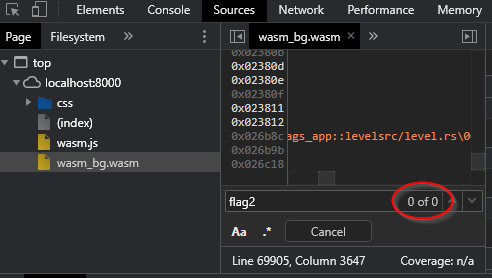 Elements Console Sources Performance Memory
Page Filesystem
wasm_bg.wasm
top
localhost:8000
css
(index)
wasm.js
wasm_bg.wasm
0x02380b
0x02380d
0x02380e
0x02380f
0x023811
0x023812
0x026b8c ags_app::levelsrc/level.rs\0
0x026b9b
0x026c18
flag2 0 of 0
Aa .* Cancel
Line 69905, Column 3647 Coverage: n/a